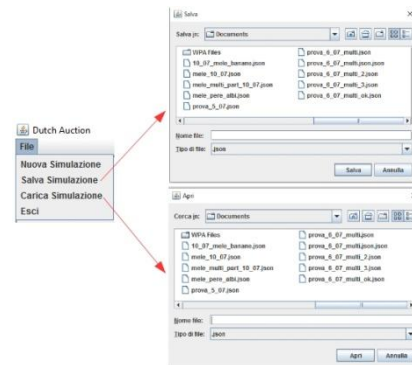 Dutch Auction
File
Nuova Simulazione
Salva Simulazione
Carica Simulazione
Esci
Salva
Salva in: Documents
WPA Files
10_07_mele_banane.json
mele_10_07.json
mele_multi_part_10_07.json
mele_pere_albi.json
prova_5_07.json
prova_6_07_multi.json
prova_6_07_multi.json.json
prova_6_07_multi_2.json
prova_6_07_multi_3.json
prova_6_07_multi_ok.json
Nome file:
Tipo di file: .json
Salva Annulla
Apri
Cerca in: Documents
WPA Files
10_07_mele_banane.json
mele_10_07.json
mele_multi_part_10_07.json
mele_pere_albi.json
prova_5_07.json
prova_6_07_multi.json
prova_6_07_multi.json.json
prova_6_07_multi_2.json
prova_6_07_multi_3.json
prova_6_07_multi_ok.json
Nome file:
Tipo di file: .json
Apri Annulla